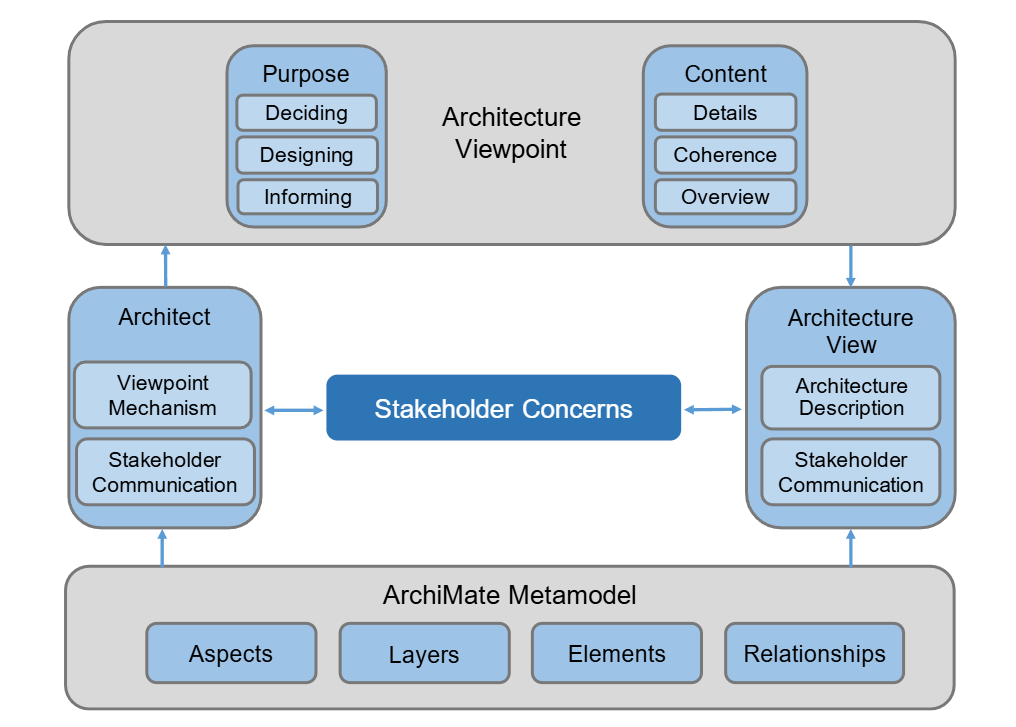 Purpose
Deciding
Designing
Informing
Architecture
Viewpoint
Content
Details
Coherence
Overview
Architect
Viewpoint
Mechanism
Stakeholder
Communication
Stakeholder Concerns
Architecture
View
Architecture
Description
Stakeholder
Communication
ArchiMate Metamodel
Aspects
Layers
Elements
Relationships